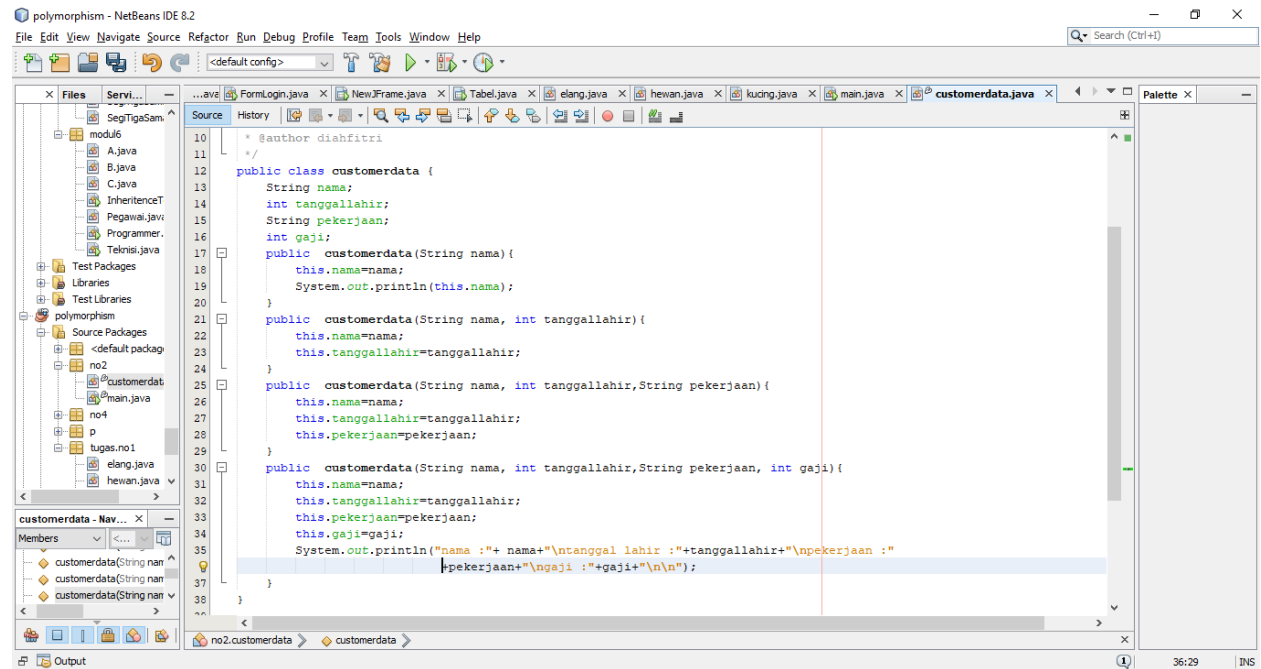 polymorphism - NetBeans IDE 8.2
File Edit View Navigate Source Refactor Run Debug Profile Team Tools Window Help
Search (Ctrl+I)
<default config>
Files Servi...
...ava FormLogin.java NewJFrame.java Tabel.java elang.java hewan.java kucing.java main.java customerdata.java
Palette
SegiTigaSam
modul6
A.java
B.java
C.java
InheritenceT
Pegawai.java
Programmer.
Teknisi.java
Test Packages
Libraries
Test Libraries
polymorphism
Source Packages
<default packag
no2
customerdat
main.java
no4
p
tugas.no1
elang.java
hewan.java
Source History
10 * @author diahfitri
11 */
12 public class customerdata {
13 String nama;
14 int tanggallahir;
15 String pekerjaan;
16 int gaji;
17 public  customerdata(String nama){
18 this.nama=nama;
19 System.out.println(this.nama);
20 }
21 public  customerdata(String nama, int tanggallahir){
22 this.nama=nama;
23 this.tanggallahir=tanggallahir;
24 }
25 public  customerdata(String nama, int tanggallahir,String pekerjaan){
26 this.nama=nama;
27 this.tanggallahir=tanggallahir;
28 this.pekerjaan=pekerjaan;
29 }
30 public  customerdata(String nama, int tanggallahir,String pekerjaan, int gaji){
31 this.nama=nama;
32 this.tanggallahir=tanggallahir;
33 this.pekerjaan=pekerjaan;
34 this.gaji=gaji;
35 System.out.println("nama :"+ nama+"\ntanggal lahir :"+tanggallahir+"\npekerjaan :"
+pekerjaan+"\ngaji :"+gaji+"\n\n");
37 }
38 }
customerdata - Nav...
Members <...
customerdata(String nam
customerdata(String nam
customerdata(String nam
no2.customerdata customerdata
Output
1
36:29
INS